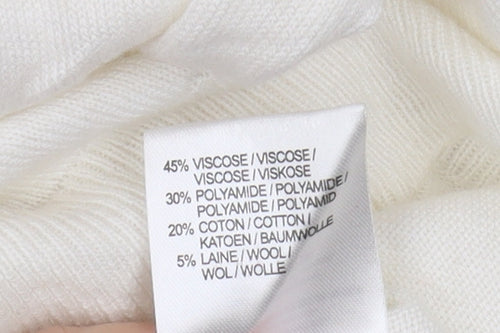 45% VISCOSE / VISCOSE /
VISCOSE / VISKOSE
30% POLYAMIDE / POLYAMIDE /
POLYAMIDE / POLYAMID
20% COTON / COTTON /
KATOEN / BAUMWOLLE
5% LAINE / WOOL /
WOL / WOLLE